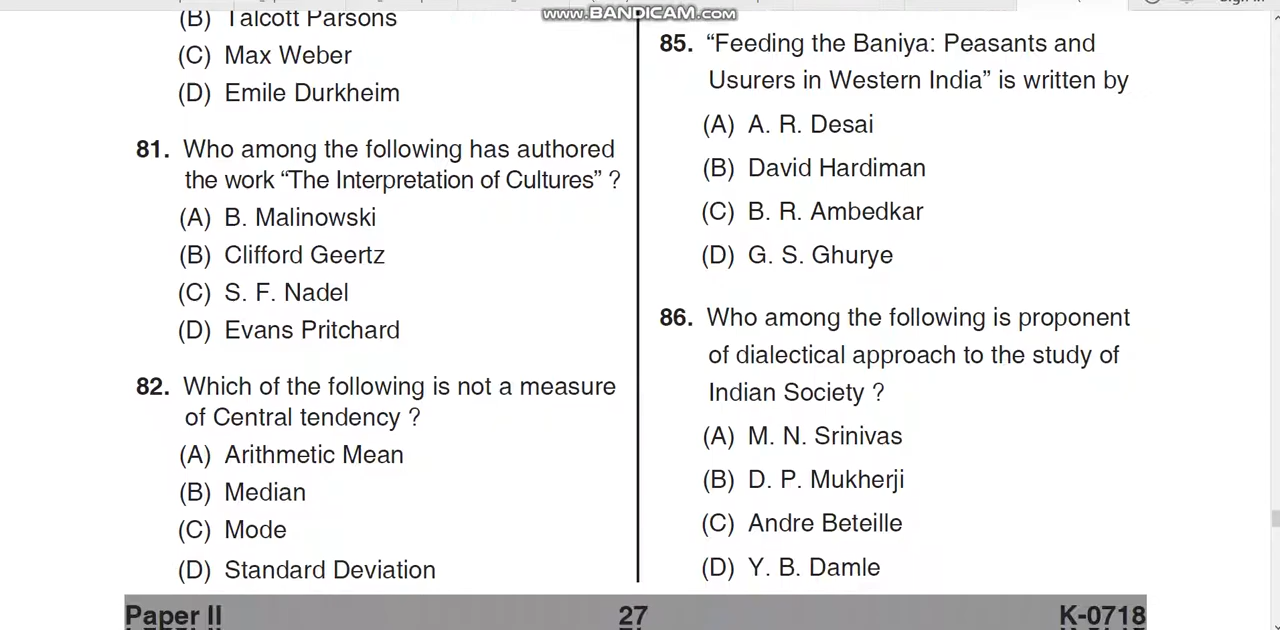 www.BANDICAM.com
(B) Talcott Parsons
(C) Max Weber
(D) Emile Durkheim
81. Who among the following has authored
the work “The Interpretation of Cultures” ?
(A) B. Malinowski
(B) Clifford Geertz
(C) S. F. Nadel
(D) Evans Pritchard
82. Which of the following is not a measure
of Central tendency ?
(A) Arithmetic Mean
(B) Median
(C) Mode
(D) Standard Deviation
85. “Feeding the Baniya: Peasants and
Usurers in Western India” is written by
(A) A. R. Desai
(B) David Hardiman
(C) B. R. Ambedkar
(D) G. S. Ghurye
86. Who among the following is proponent
of dialectical approach to the study of
Indian Society ?
(A) M. N. Srinivas
(B) D. P. Mukherji
(C) Andre Beteille
(D) Y. B. Damle
Paper II 27 K-0718